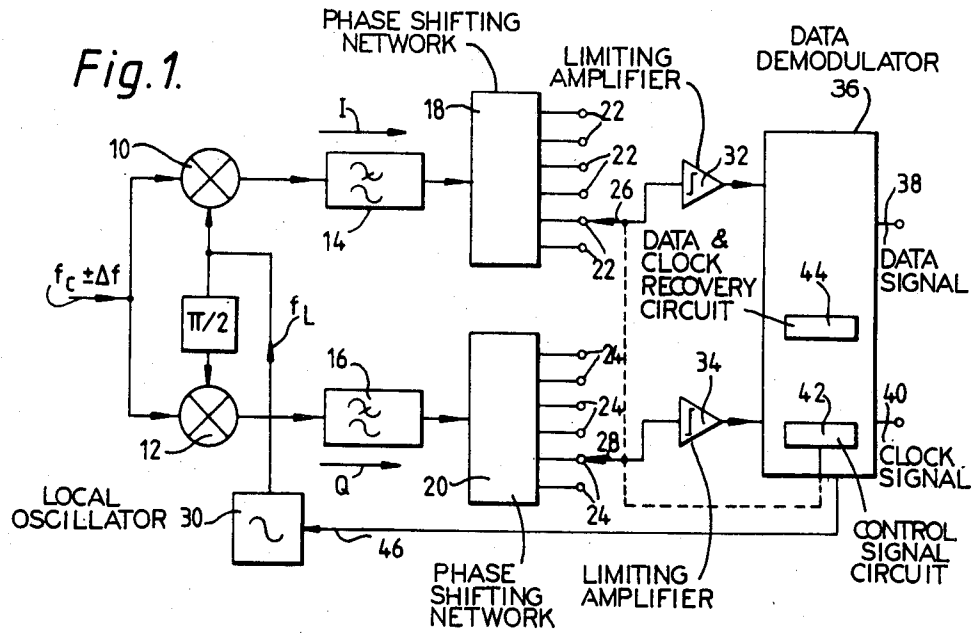 Fig.1.
PHASE SHIFTING
NETWORK
LIMITING
AMPLIFIER
DATA
DEMODULATOR
36
I
10
14
18
22
22
22
26
32
38
DATA
SIGNAL
DATA &
CLOCK
RECOVERY
CIRCUIT
44
fc ±Δf
π/2
fL
12
16
Q
20
24
24
28
24
34
42
40
CLOCK
SIGNAL
LOCAL
OSCILLATOR 30
46
PHASE
SHIFTING
NETWORK
LIMITING
AMPLIFIER
CONTROL
SIGNAL
CIRCUIT